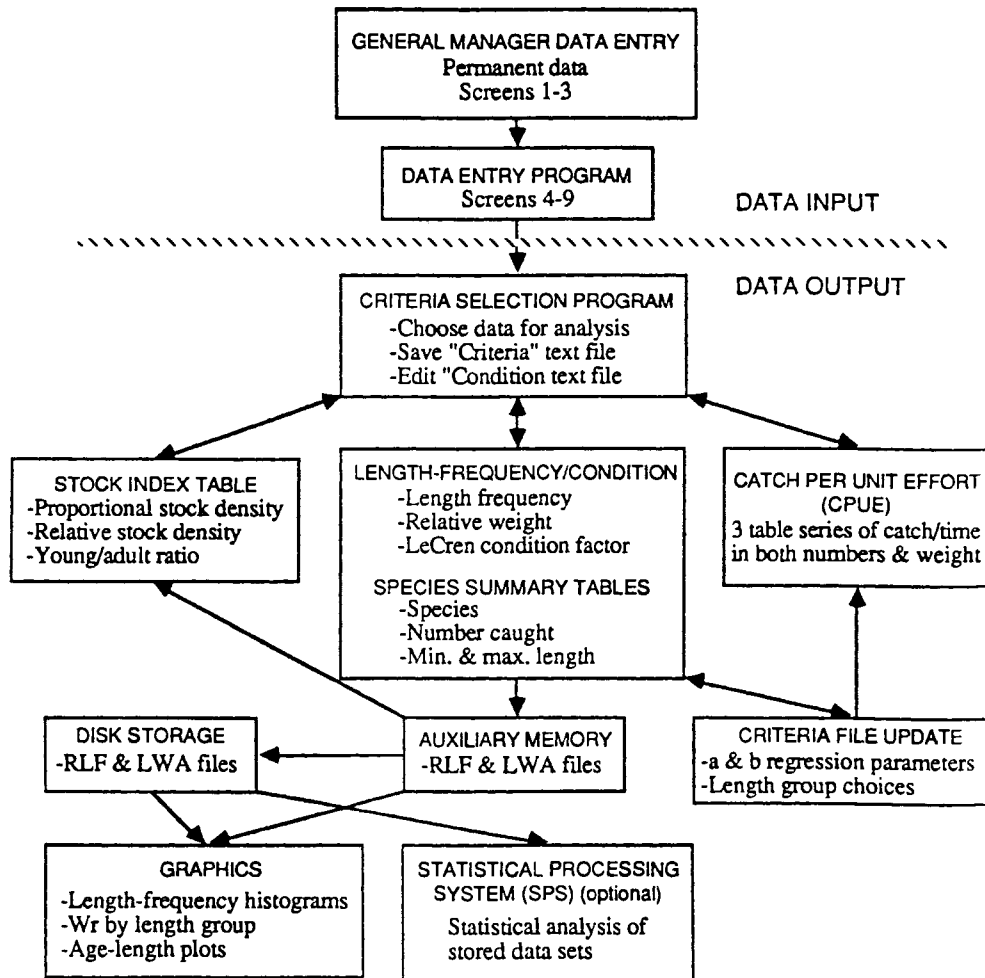 GENERAL MANAGER DATA ENTRY
Permanent data
Screens 1-3
DATA ENTRY PROGRAM
Screens 4-9
DATA INPUT
DATA OUTPUT
CRITERIA SELECTION PROGRAM
-Choose data for analysis
-Save "Criteria" text file
-Edit "Condition text file
STOCK INDEX TABLE
-Proportional stock density
-Relative stock density
-Young/adult ratio
LENGTH-FREQUENCY/CONDITION
-Length frequency
-Relative weight
-LeCren condition factor
SPECIES SUMMARY TABLES
-Species
-Number caught
-Min. & max. length
CATCH PER UNIT EFFORT
(CPUE)
3 table series of catch/time
in both numbers & weight
DISK STORAGE
-RLF & LWA files
AUXILIARY MEMORY
-RLF & LWA files
CRITERIA FILE UPDATE
-a & b regression parameters
-Length group choices
GRAPHICS
-Length-frequency histograms
-Wr by length group
-Age-length plots
STATISTICAL PROCESSING
SYSTEM (SPS) (optional)
Statistical analysis of
stored data sets